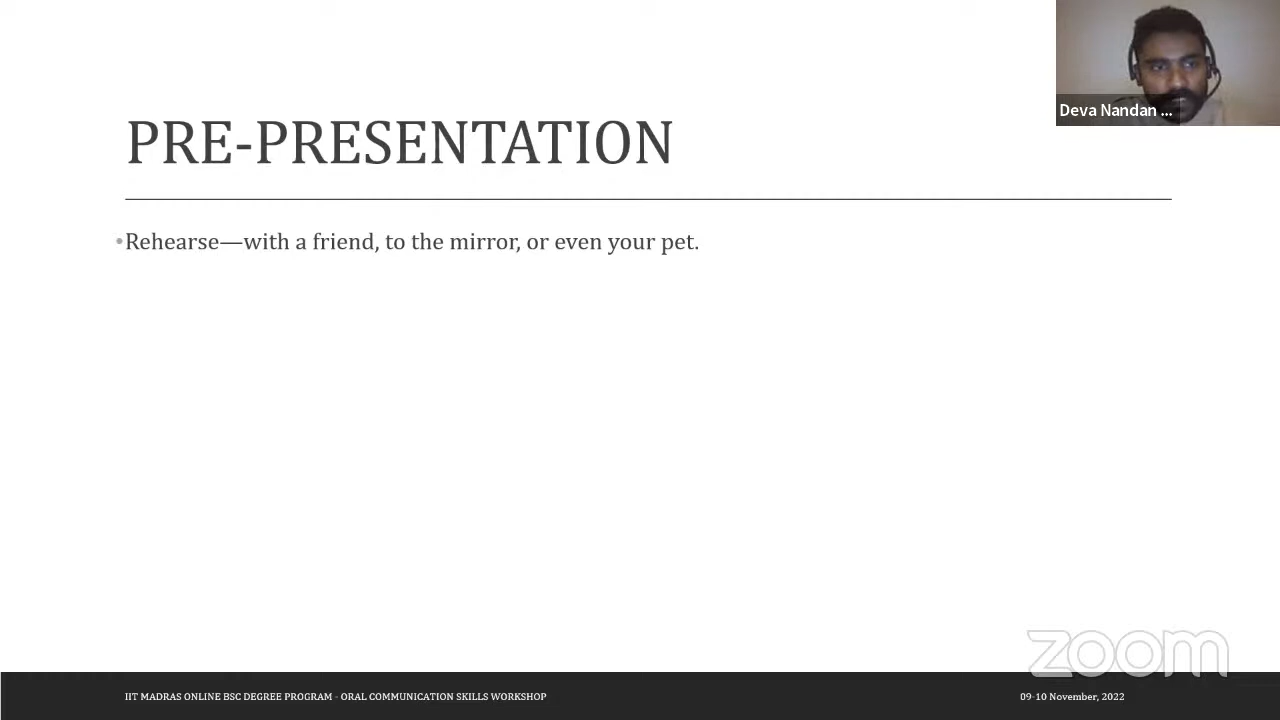 Deva Nandan ...
PRE-PRESENTATION
•Rehearse—with a friend, to the mirror, or even your pet.
zoom
IIT MADRAS ONLINE BSC DEGREE PROGRAM - ORAL COMMUNICATION SKILLS WORKSHOP
09-10 November, 2022